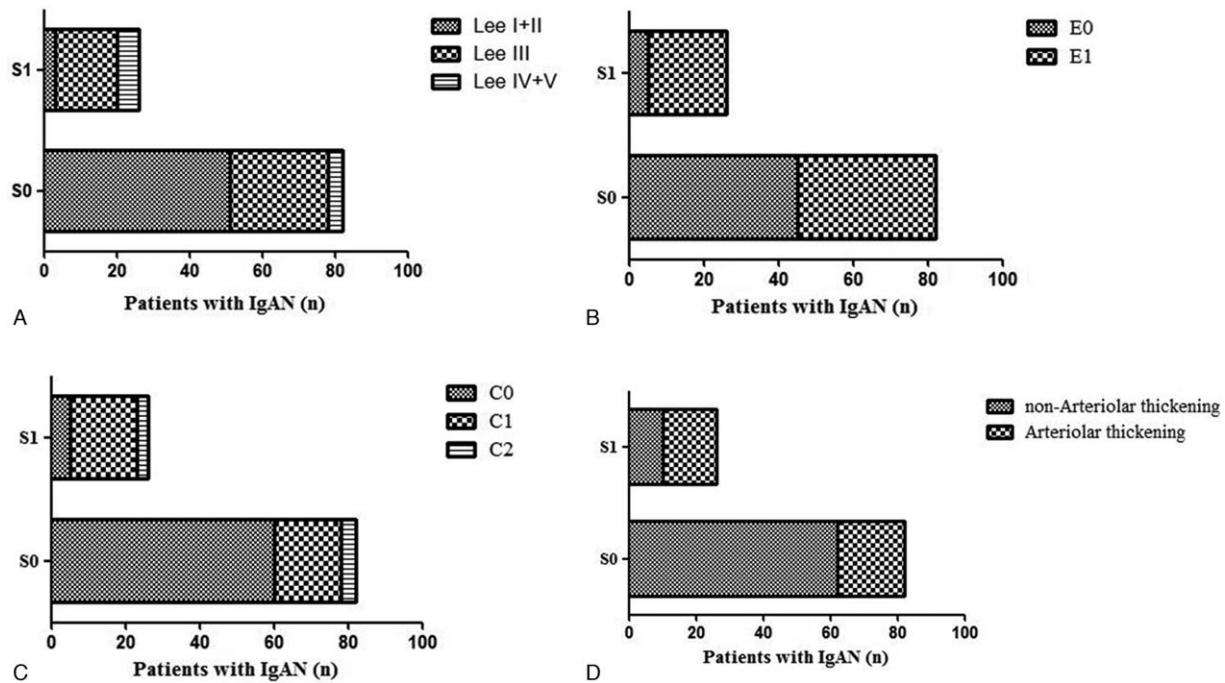 S1
S0
0 20 40 60 80 100
Patients with IgAN (n)
Lee I+II
Lee III
Lee IV+V
A
S1
S0
0 20 40 60 80 100
Patients with IgAN (n)
E0
E1
B
S1
S0
0 20 40 60 80 100
Patients with IgAN (n)
C0
C1
C2
C
S1
S0
0 20 40 60 80 100
Patients with IgAN (n)
non-Arteriolar thickening
Arteriolar thickening
D